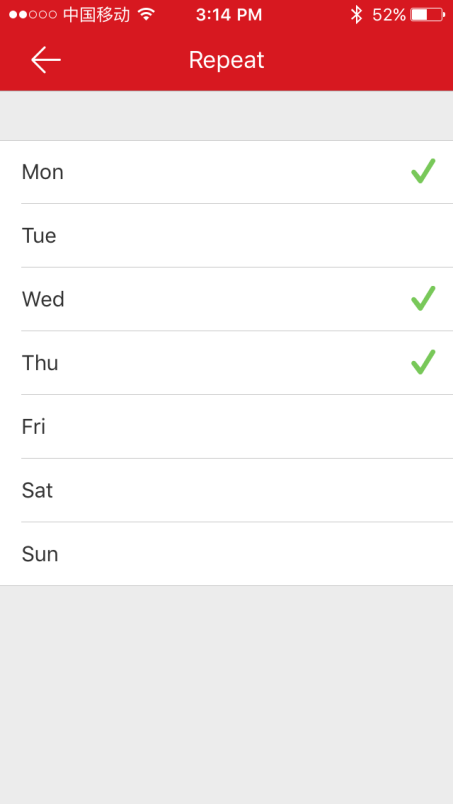 中国移动 3:14 PM 52%
Repeat
Mon
Tue
Wed
Thu
Fri
Sat
Sun